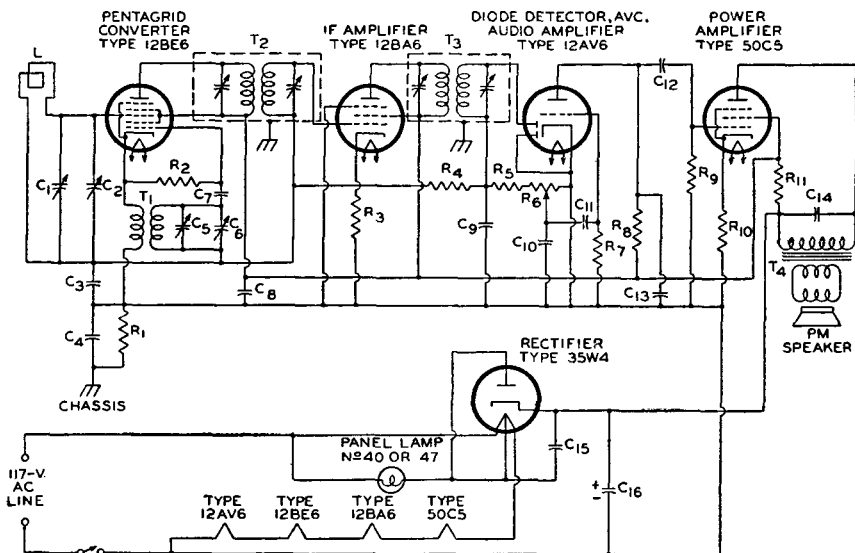 PENTAGRID
CONVERTER
TYPE 12BE6
T2
IF AMPLIFIER
TYPE 12BA6
T3
DIODE DETECTOR, AVC,
AUDIO AMPLIFIER
TYPE 12AV6
POWER
AMPLIFIER
TYPE 50C5
L
C12
C1
C2
R2
C7
T1
C5
C6
R3
R4
R5
R6
C9
C10
C11
R7
R8
R9
R10
R11
C14
T4
C3
C8
C13
C4
R1
CHASSIS
PM
SPEAKER
RECTIFIER
TYPE 35W4
PANEL LAMP
Nº40 OR 47
C15
C16
+
-
117-V.
AC
LINE
TYPE
12AV6
TYPE
12BE6
TYPE
12BA6
TYPE
50C5